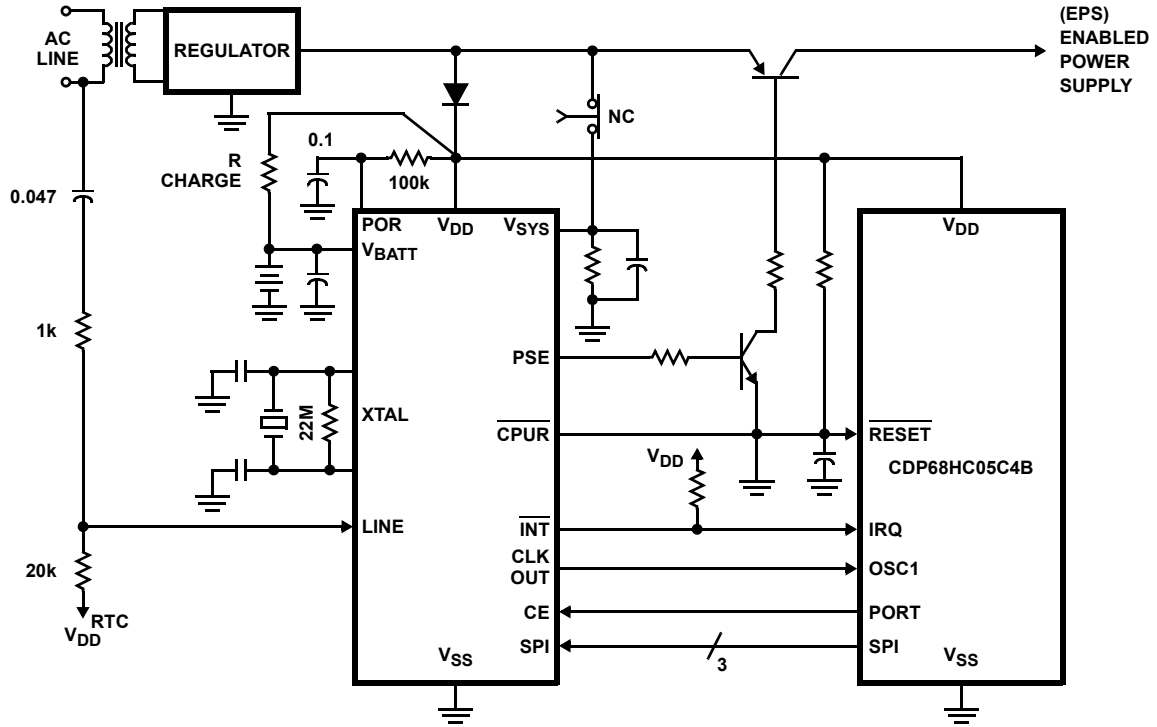 (EPS)
ENABLED
POWER
SUPPLY
AC
LINE
REGULATOR
NC
0.1
R
CHARGE
100k
0.047
POR
VDD
VSYS
VDD
VBATT
1k
PSE
XTAL
22M
CPUR
RESET
VDD
CDP68HC05C4B
LINE
INT
IRQ
CLK
OUT
OSC1
20k
CE
PORT
RTC
VDD
VSS
SPI
3
SPI
VSS